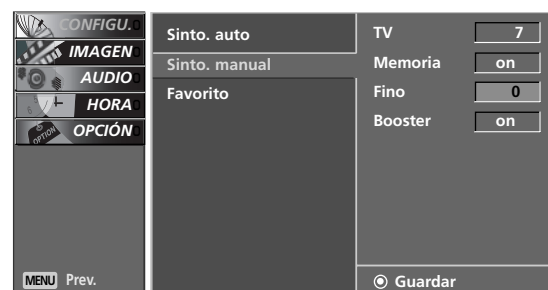 CONFIGU.
IMAGEN
AUDIO
HORA
OPTION
OPCIÓN
MENU Prev.
Sinto. auto
Sinto. manual
Favorito
TV 7
Memoria on
Fino 0
Booster on
Guardar